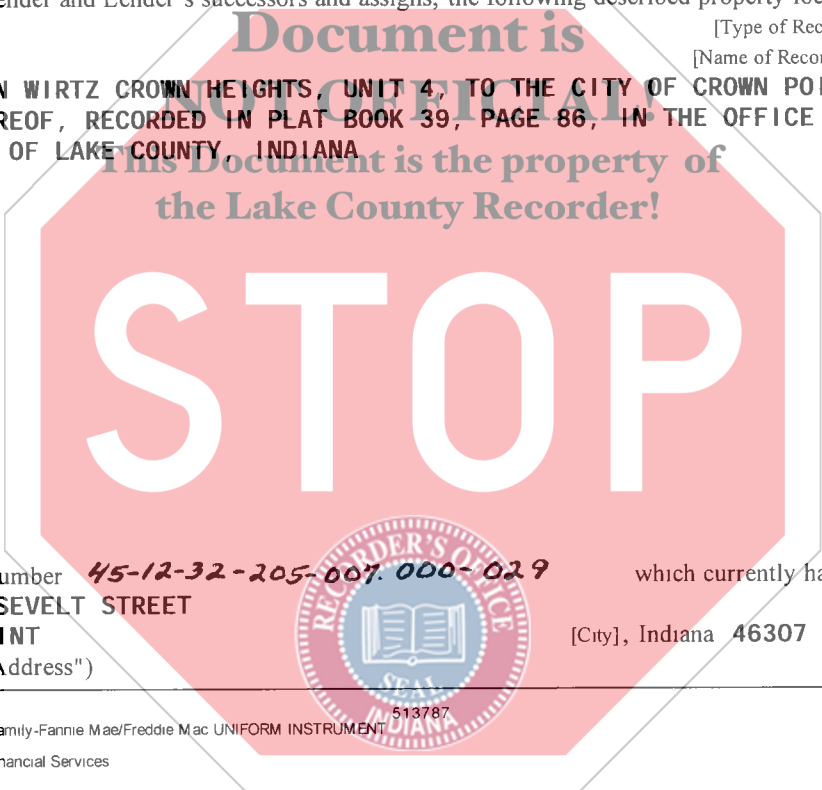 ender and Lender's successors and assigns, the following described property loc
Document is
[Type of Rec
[Name of Recor
N WIRTZ CROWN HEIGHTS, UNIT 4, TO THE CITY OF CROWN POI
NOT OFFICIAL!
REOF, RECORDED IN PLAT BOOK 39, PAGE 86, IN THE OFFICE
OF LAKE COUNTY, INDIANA
This Document is the property of
the Lake County Recorder!
STOP
umber 45-12-32-205-007.000-029 which currently ha
SEVELT STREET
INT [City], Indiana 46307
Address")
RECORDER'S OFFICE
SEAL
INDIANA
513787
amily-Fannie Mae/Freddie Mac UNIFORM INSTRUMENT
nancial Services